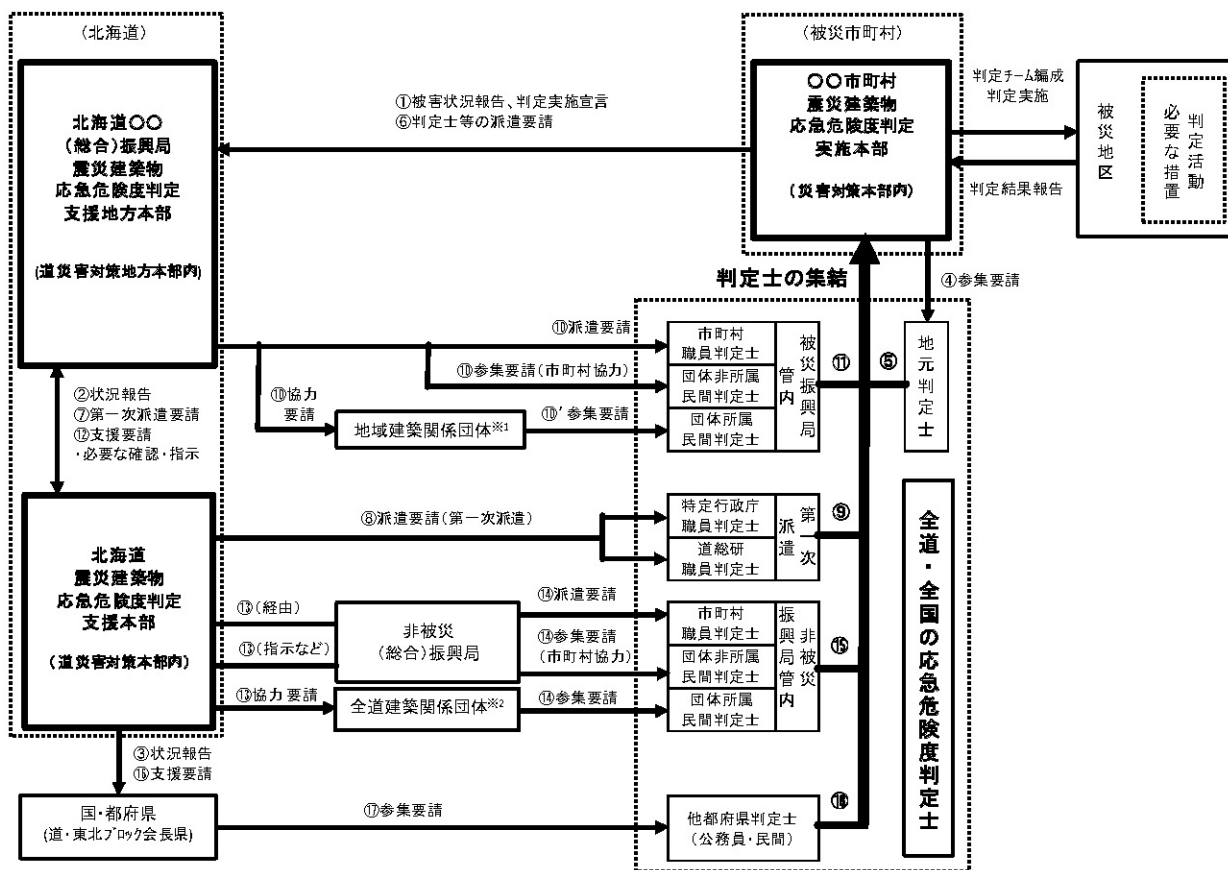 (北海道)
北海道○○
(総合)振興局
震災建築物
応急危険度判定
支援地方本部
(道災害対策地方本部内)
①被害状況報告、判定実施宣言
⑥判定士等の派遣要請
(被災市町村)
○○市町村
震災建築物
応急危険度判定
実施本部
(災害対策本部内)
判定チーム編成
判定実施
判定結果報告
被災地区
判定活動
必要な措置
判定士の集結
④参集要請
⑩派遣要請
⑩参集要請(市町村協力)
⑩協力
要請
地域建築関係団体※1
⑩’参集要請
市町村
職員判定士
団体非所属
民間判定士
団体所属
民間判定士
被災振興局
管内
⑪
⑤
地元判定士
②状況報告
⑦第一次派遣要請
⑫支援要請
・必要な確認・指示
北海道
震災建築物
応急危険度判定
支援本部
(道災害対策本部内)
⑧派遣要請(第一次派遣)
特定行政庁
職員判定士
道総研
職員判定士
第一次
派遣
⑨
⑬(経由)
⑬(指示など)
非被災
(総合)振興局
⑭派遣要請
⑭参集要請
(市町村協力)
⑬協力要請
全道建築関係団体※2
⑭参集要請
市町村
職員判定士
団体非所属
民間判定士
団体所属
民間判定士
非被災
振興局管内
⑮
全道・全国の応急危険度判定士
③状況報告
⑯支援要請
国・都府県
(道・東北ブロック会長県)
⑰参集要請
他都府県判定士
(公務員・民間)
⑱